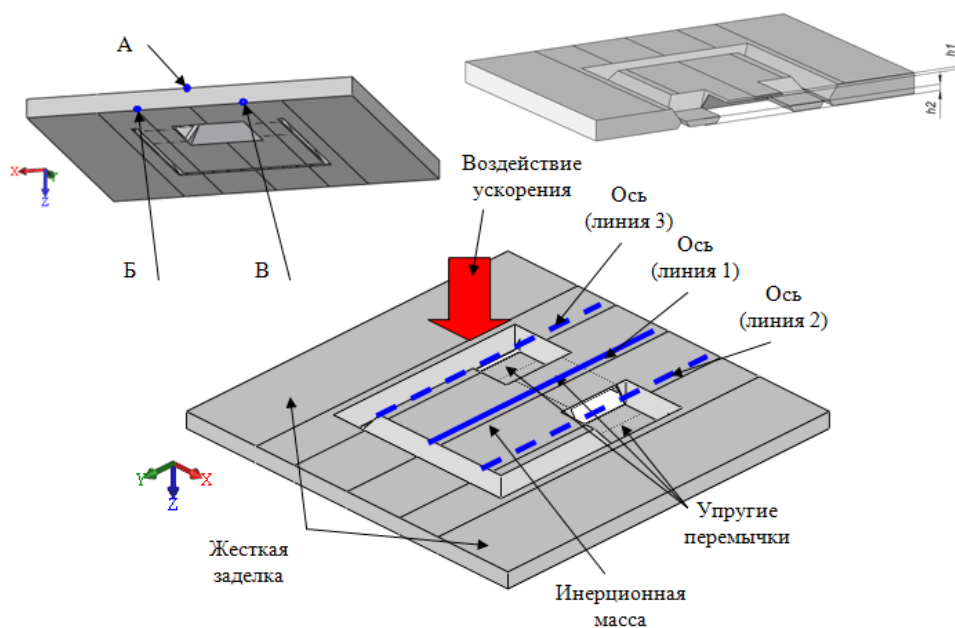 А
h1
h2
X
Y
Z
Б
В
Воздействие
ускорения
Ось
(линия 3)
Ось
(линия 1)
Ось
(линия 2)
Y
X
Z
Жесткая
заделка
Упругие
перемычки
Инерционная
масса